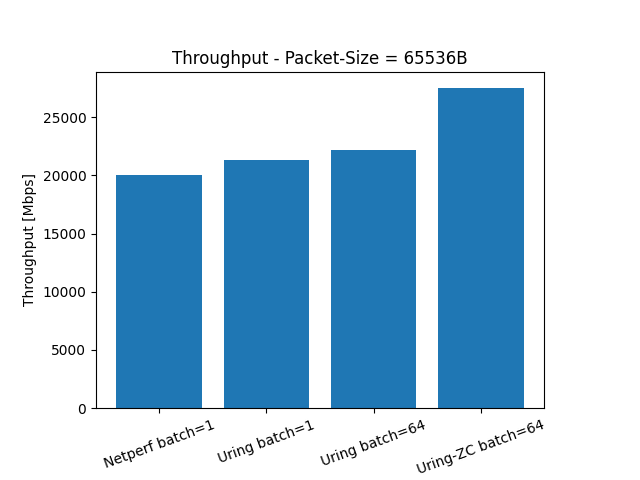 Throughput - Packet-Size = 65536B
Throughput [Mbps]
25000
20000
15000
10000
5000
0
Netperf batch=1
Uring batch=1
Uring batch=64
Uring-ZC batch=64